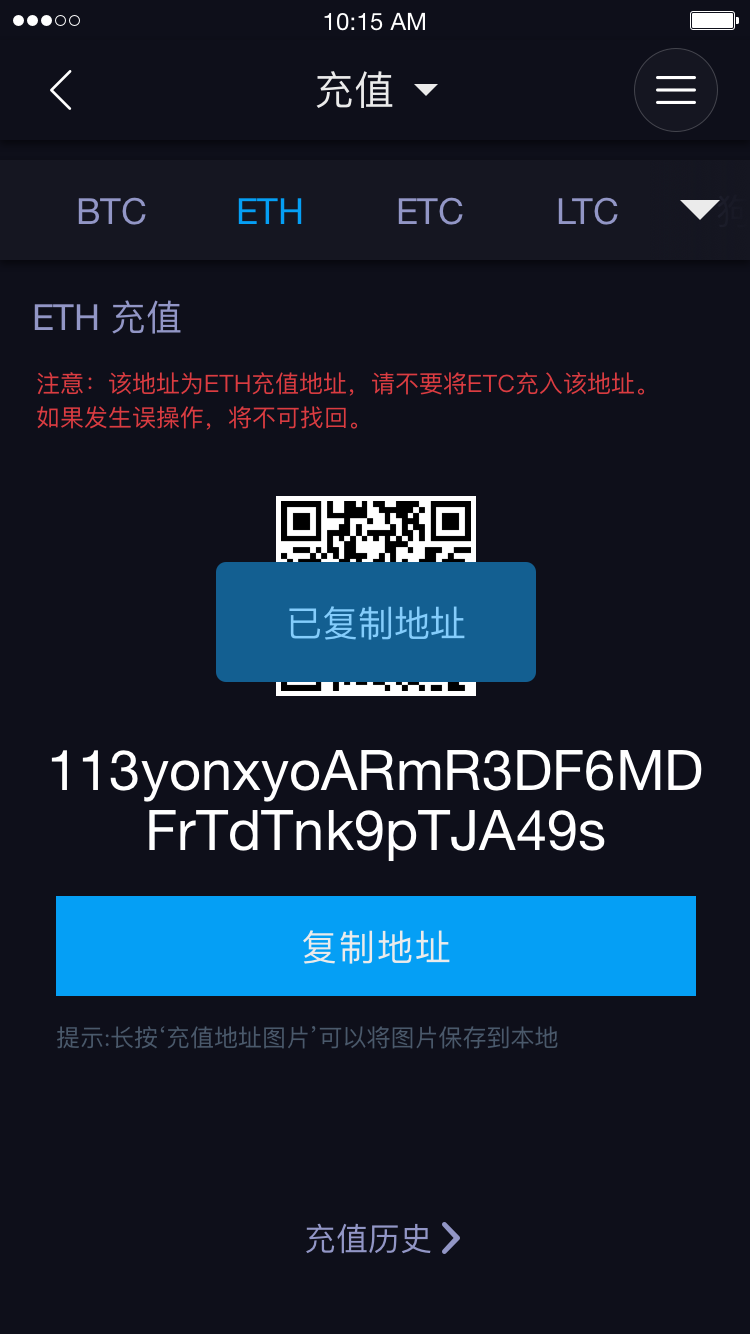 10:15 AM
充值
BTC ETH ETC LTC
ETH 充值
注意：该地址为ETH充值地址，请不要将ETC充入该地址。
如果发生误操作，将不可找回。
已复制地址
113yonxyoARmR3DF6MD
FrTdTnk9pTJA49s
复制地址
提示:长按‘充值地址图片’可以将图片保存到本地
充值历史